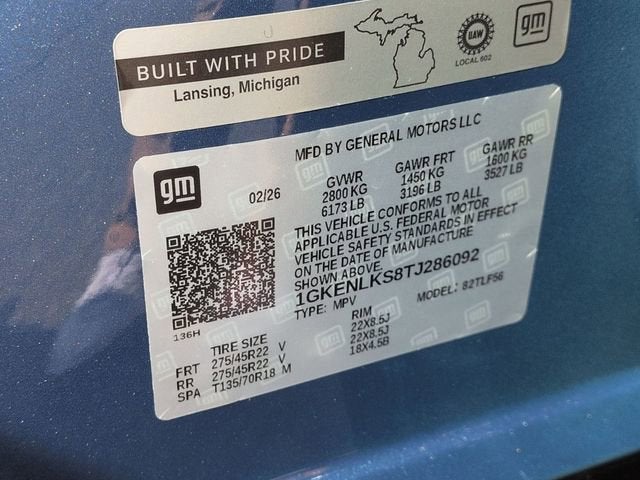 BUILT WITH PRIDE
Lansing, Michigan
UAW
LOCAL 602
gm
MFD BY GENERAL MOTORS LLC
gm
02/26
GVWR GAWR FRT GAWR RR
2800 KG 1450 KG 1600 KG
6173 LB 3196 LB 3527 LB
THIS VEHICLE CONFORMS TO ALL
APPLICABLE U.S. FEDERAL MOTOR
VEHICLE SAFETY STANDARDS IN EFFECT
ON THE DATE OF MANUFACTURE
SHOWN ABOVE.
1GKENLKS8TJ286092
TYPE: MPV MODEL: 82TLF56
136H
TIRE SIZE RIM
FRT 275/45R22 V 22X8.5J
RR 275/45R22 V 22X8.5J
SPA T135/70R18 M 18X4.5B